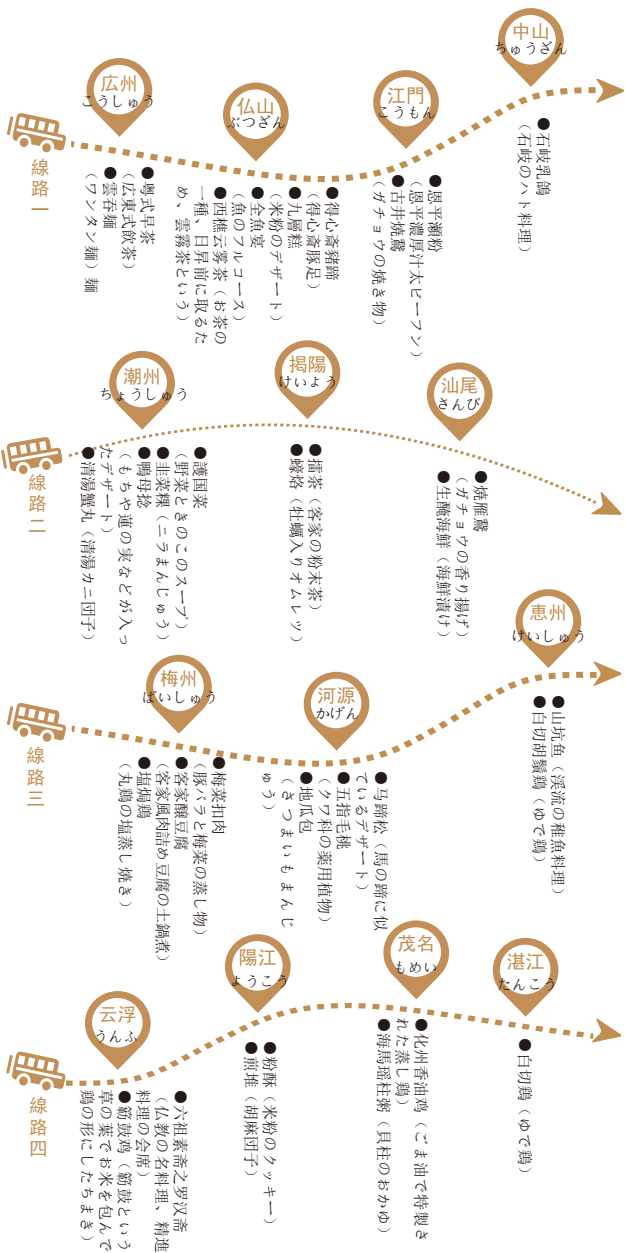 線路一
広州
こうしゅう
●粤式早茶
(広東式飲茶)
●雲吞麺
(ワンタン麺)麺
仏山
ぶつざん
●得心斎豬蹄
(得心斎豚足)
●九層糕
(米粉のデザート)
●全魚宴
(魚のフルコース)
●西樵云雾茶(お茶の
一種、日昇前に取るた
め、雲霧茶という)
江門
こうもん
●恩平瀬粉
(恩平濃厚汁太ビーフン)
●古井焼鵞
(ガチョウの焼き物)
中山
ちゅうざん
●石岐乳鴿
(石岐のハト料理)
線路二
潮州
ちょうしゅう
●護国菜
(野菜ときのこのスープ)
●韭菜粿(ニラまんじゅう)
●鴨母捻
(もちや蓮の実などが入っ
たデザート)
●清湯蟹丸(清湯カニ団子)
掲陽
けいよう
●擂茶(客家の粉末茶)
●蠔烙(牡蠣入りオムレツ)
汕尾
さんび
●焼雁鵞
(ガチョウの香り揚げ)
●生醃海鮮(海鮮漬け)
線路三
梅州
ばいしゅう
●梅菜扣肉
(豚バラと梅菜の蒸し物)
●客家醸豆腐
(客家風肉詰め豆腐の土鍋煮)
●塩焗鶏
(丸鶏の塩蒸し焼き)
河源
かげん
●马蹄松(馬の蹄に似
ているデザート)
●五指毛桃
(クワ科の薬用植物)
●地瓜包
(さつまいもまんじ
ゅう)
恵州
けいしゅう
●山坑鱼(渓流の稚魚料理)
●白切胡鬚鶏(ゆで鶏)
線路四
云浮
うんふ
●六祖素斋之罗汉斋
(仏教の名料理、精進
料理の会席)
●簕鼓鸡(簕鼓という
草の葉でお米を包んで
鶏の形にしたちまき)
陽江
ようこう
●粉酥(米粉のクッキー)
●煎堆(胡麻団子)
茂名
もめい
●化州香油鸡(ごま油で特製さ
れた蒸し鶏)
●海馬瑶柱粥(貝柱のおかゆ)
湛江
たんこう
●白切鶏(ゆで鶏)